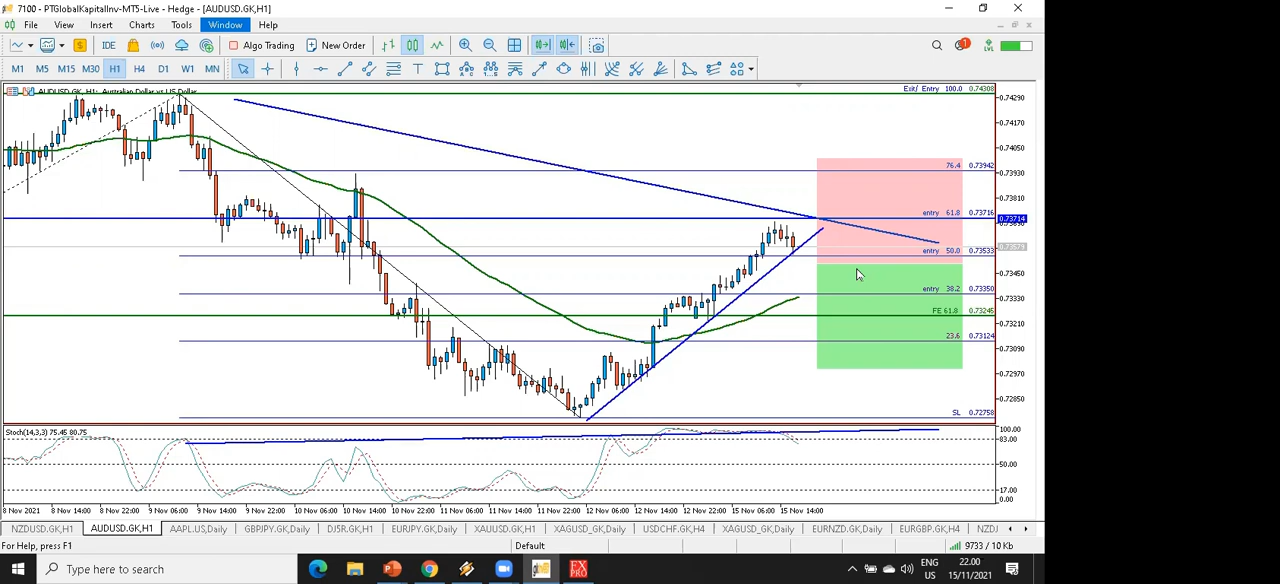 7100 - PTGlobalKapitalInv-MT5-Live - Hedge - [AUDUSD.GK,H1]
File View Insert Charts Tools Window Help
IDE Algo Trading New Order 1 LVL
M1 M5 M15 M30 H1 H4 D1 W1 MN
AUDUSD.GK, H1: Australian Dollar vs US Dollar
Exit/ Entry 100.0 0.74308
0.74290
0.74170
0.74050
76.4 0.73942
0.73930
0.73810
entry 61.8 0.73716
0.73714
entry 50.0 0.73533
0.73450
entry 38.2 0.73350
0.73330
FE 61.8 0.73245
0.73210
23.6 0.73124
0.73090
0.72970
0.72850
SL 0.72758
Stoch(14,3,3) 75.45 80.75
100.00
83.00
50.00
17.00
0.00
8 Nov 2021 8 Nov 14:00 9 Nov 06:00 9 Nov 14:00 9 Nov 22:00 10 Nov 06:00 10 Nov 14:00 10 Nov 22:00 11 Nov 06:00 11 Nov 14:00 11 Nov 22:00 12 Nov 06:00 12 Nov 14:00 12 Nov 22:00 15 Nov 06:00 15 Nov 14:00
NZDUSD.GK,H1 AUDUSD.GK,H1 AAPL.US,Daily GBPJPY.GK,Daily DJ5R.GK,H1 EURJPY.GK,Daily XAUUSD.GK,H1 XAGUSD_GK,Daily USDCHF.GK,H4 XAGUSD_GK,Daily EURNZD.GK,Daily EURGBP.GK,H4 NZDJ
For Help, press F1 Default 9733 / 10 Kb
Type here to search FX PRO ENG US 22.00 15/11/2021